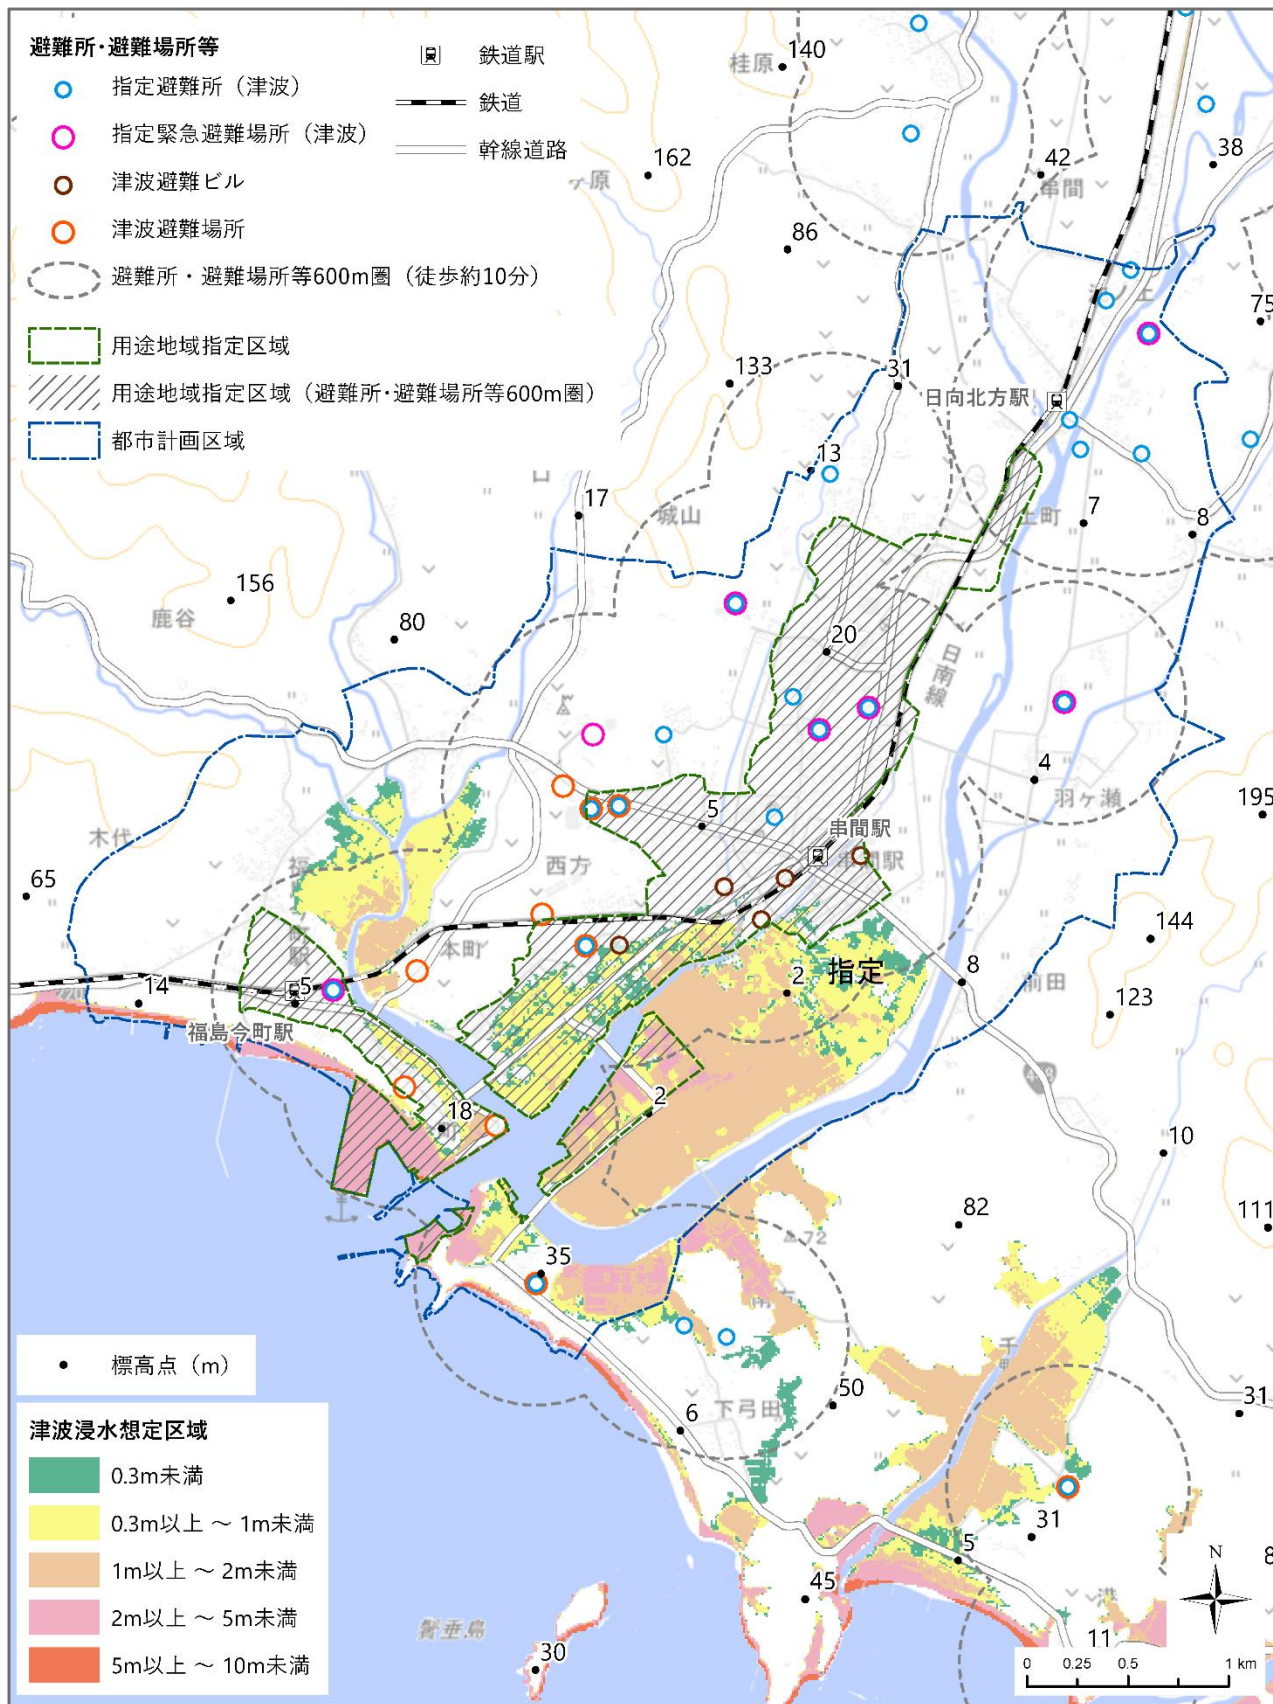 避難所･避難場所等
指定避難所（津波）
指定緊急避難場所（津波）
津波避難ビル
津波避難場所
避難所・避難場所等600m圏（徒歩約10分）
用途地域指定区域
用途地域指定区域（避難所･避難場所等600m圏）
都市計画区域
鉄道駅
鉄道
幹線道路
桂原
140
162
ヶ原
42
串間
38
86
75
133
31
日向北方駅
13
17
城山
上町
7
8
156
鹿谷
80
20
日南線
4
羽ヶ瀬
195
木代
5
串間駅
串間駅
西方
65
144
本町
2
指定
8
前田
123
14
5
220
福島今町駅
18
2
10
82
111
72
35
50
下弓田
6
31
31
5
45
港
11
8
30
標高点（m）
津波浸水想定区域
0.3m未満
0.3m以上 ～ 1m未満
1m以上 ～ 2m未満
2m以上 ～ 5m未満
5m以上 ～ 10m未満
N
0 0.25 0.5 1 km